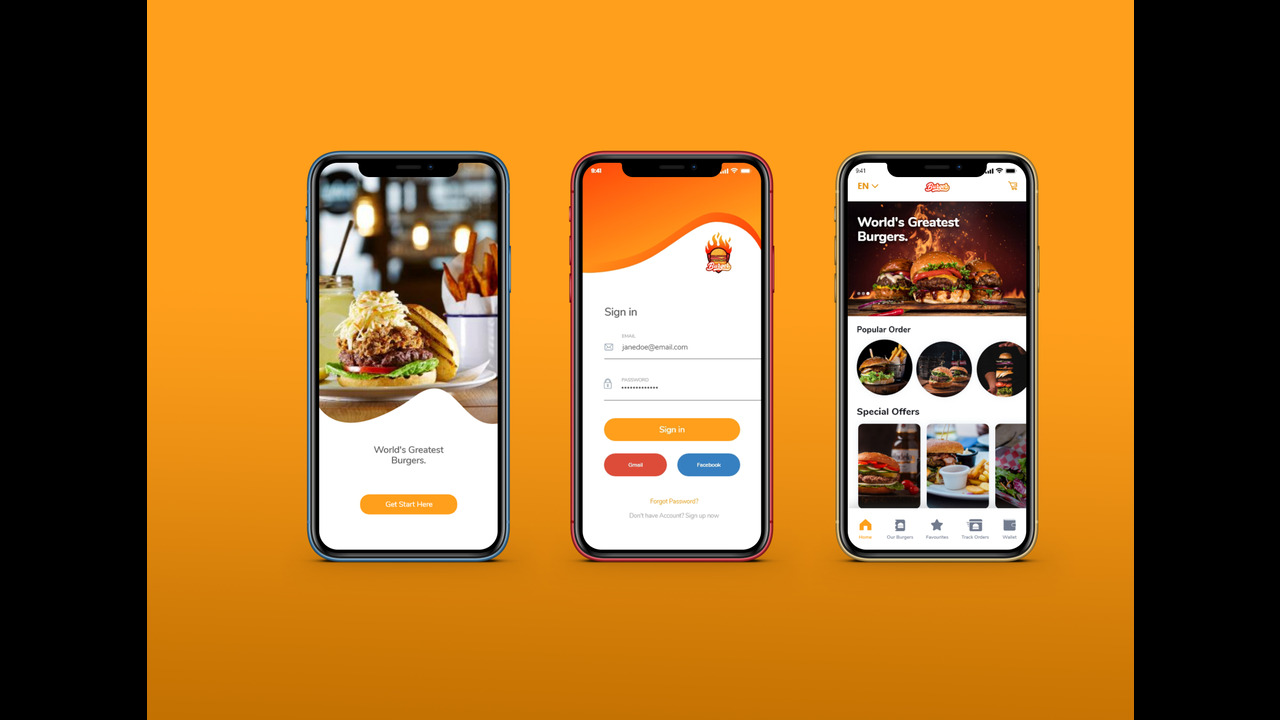 World's Greatest
Burgers.
Get Start Here
9:41
Sign in
EMAIL
janedoe@email.com
PASSWORD
Sign in
Gmail
Facebook
Forgot Password?
Don't have Account? Sign up now
9:41
EN
World's Greatest
Burgers.
Popular Order
Special Offers
Home
Our Burgers
Favourites
Track Orders
Wallet